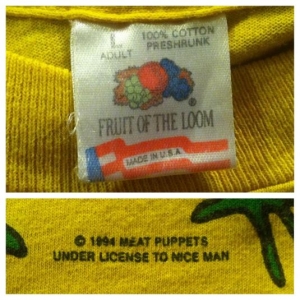 L
ADULT
100% COTTON
PRESHRUNK
®
FRUIT OF THE LOOM
MADE IN U.S.A.
© 1994 MEAT PUPPETS
UNDER LICENSE TO NICE MAN